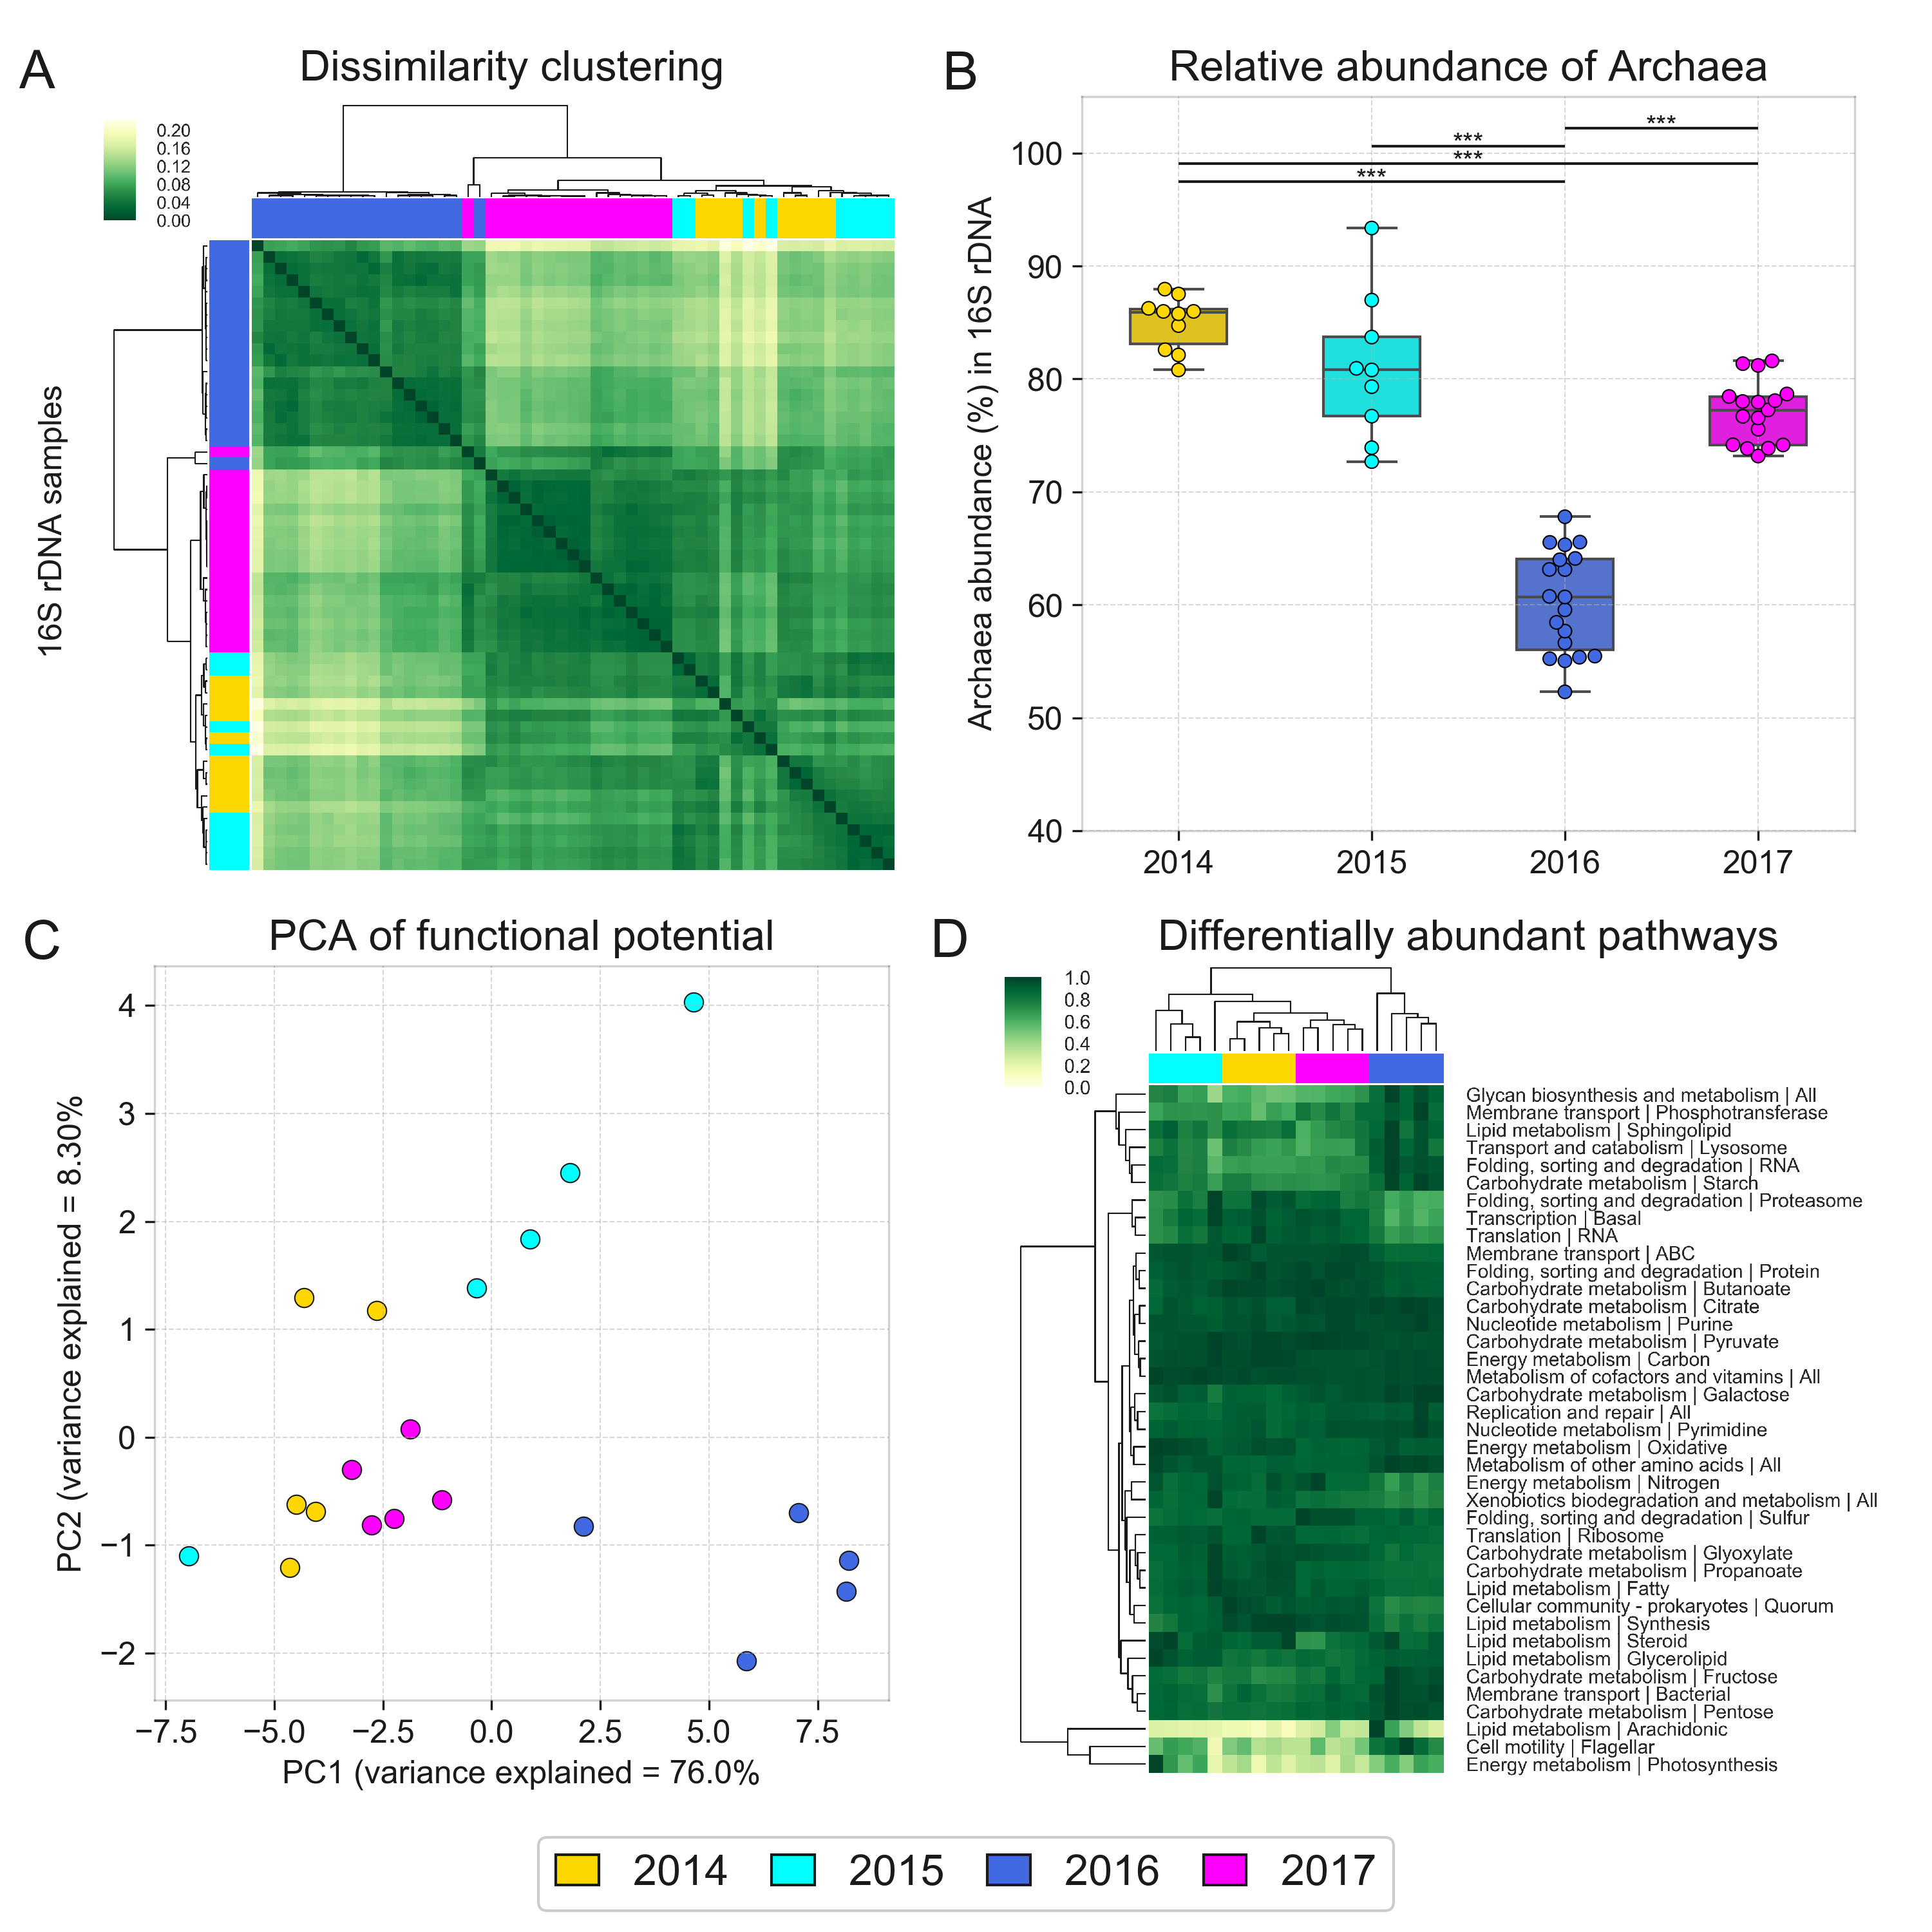 A
Dissimilarity clustering
0.20
0.16
0.12
0.08
0.04
0.00
16S rDNA samples
B
Relative abundance of Archaea
***
***
***
***
100
90
80
70
60
50
40
Archaea abundance (%) in 16S rDNA
2014
2015
2016
2017
C
PCA of functional potential
4
3
2
1
0
−1
−2
PC2 (variance explained = 8.30%
−7.5
−5.0
−2.5
0.0
2.5
5.0
7.5
PC1 (variance explained = 76.0%
D
Differentially abundant pathways
1.0
0.8
0.6
0.4
0.2
0.0
Glycan biosynthesis and metabolism | All
Membrane transport | Phosphotransferase
Lipid metabolism | Sphingolipid
Transport and catabolism | Lysosome
Folding, sorting and degradation | RNA
Carbohydrate metabolism | Starch
Folding, sorting and degradation | Proteasome
Transcription | Basal
Translation | RNA
Membrane transport | ABC
Folding, sorting and degradation | Protein
Carbohydrate metabolism | Butanoate
Carbohydrate metabolism | Citrate
Nucleotide metabolism | Purine
Carbohydrate metabolism | Pyruvate
Energy metabolism | Carbon
Metabolism of cofactors and vitamins | All
Carbohydrate metabolism | Galactose
Replication and repair | All
Nucleotide metabolism | Pyrimidine
Energy metabolism | Oxidative
Metabolism of other amino acids | All
Energy metabolism | Nitrogen
Xenobiotics biodegradation and metabolism | All
Folding, sorting and degradation | Sulfur
Translation | Ribosome
Carbohydrate metabolism | Glyoxylate
Carbohydrate metabolism | Propanoate
Lipid metabolism | Fatty
Cellular community - prokaryotes | Quorum
Lipid metabolism | Synthesis
Lipid metabolism | Steroid
Lipid metabolism | Glycerolipid
Carbohydrate metabolism | Fructose
Membrane transport | Bacterial
Carbohydrate metabolism | Pentose
Lipid metabolism | Arachidonic
Cell motility | Flagellar
Energy metabolism | Photosynthesis
2014
2015
2016
2017